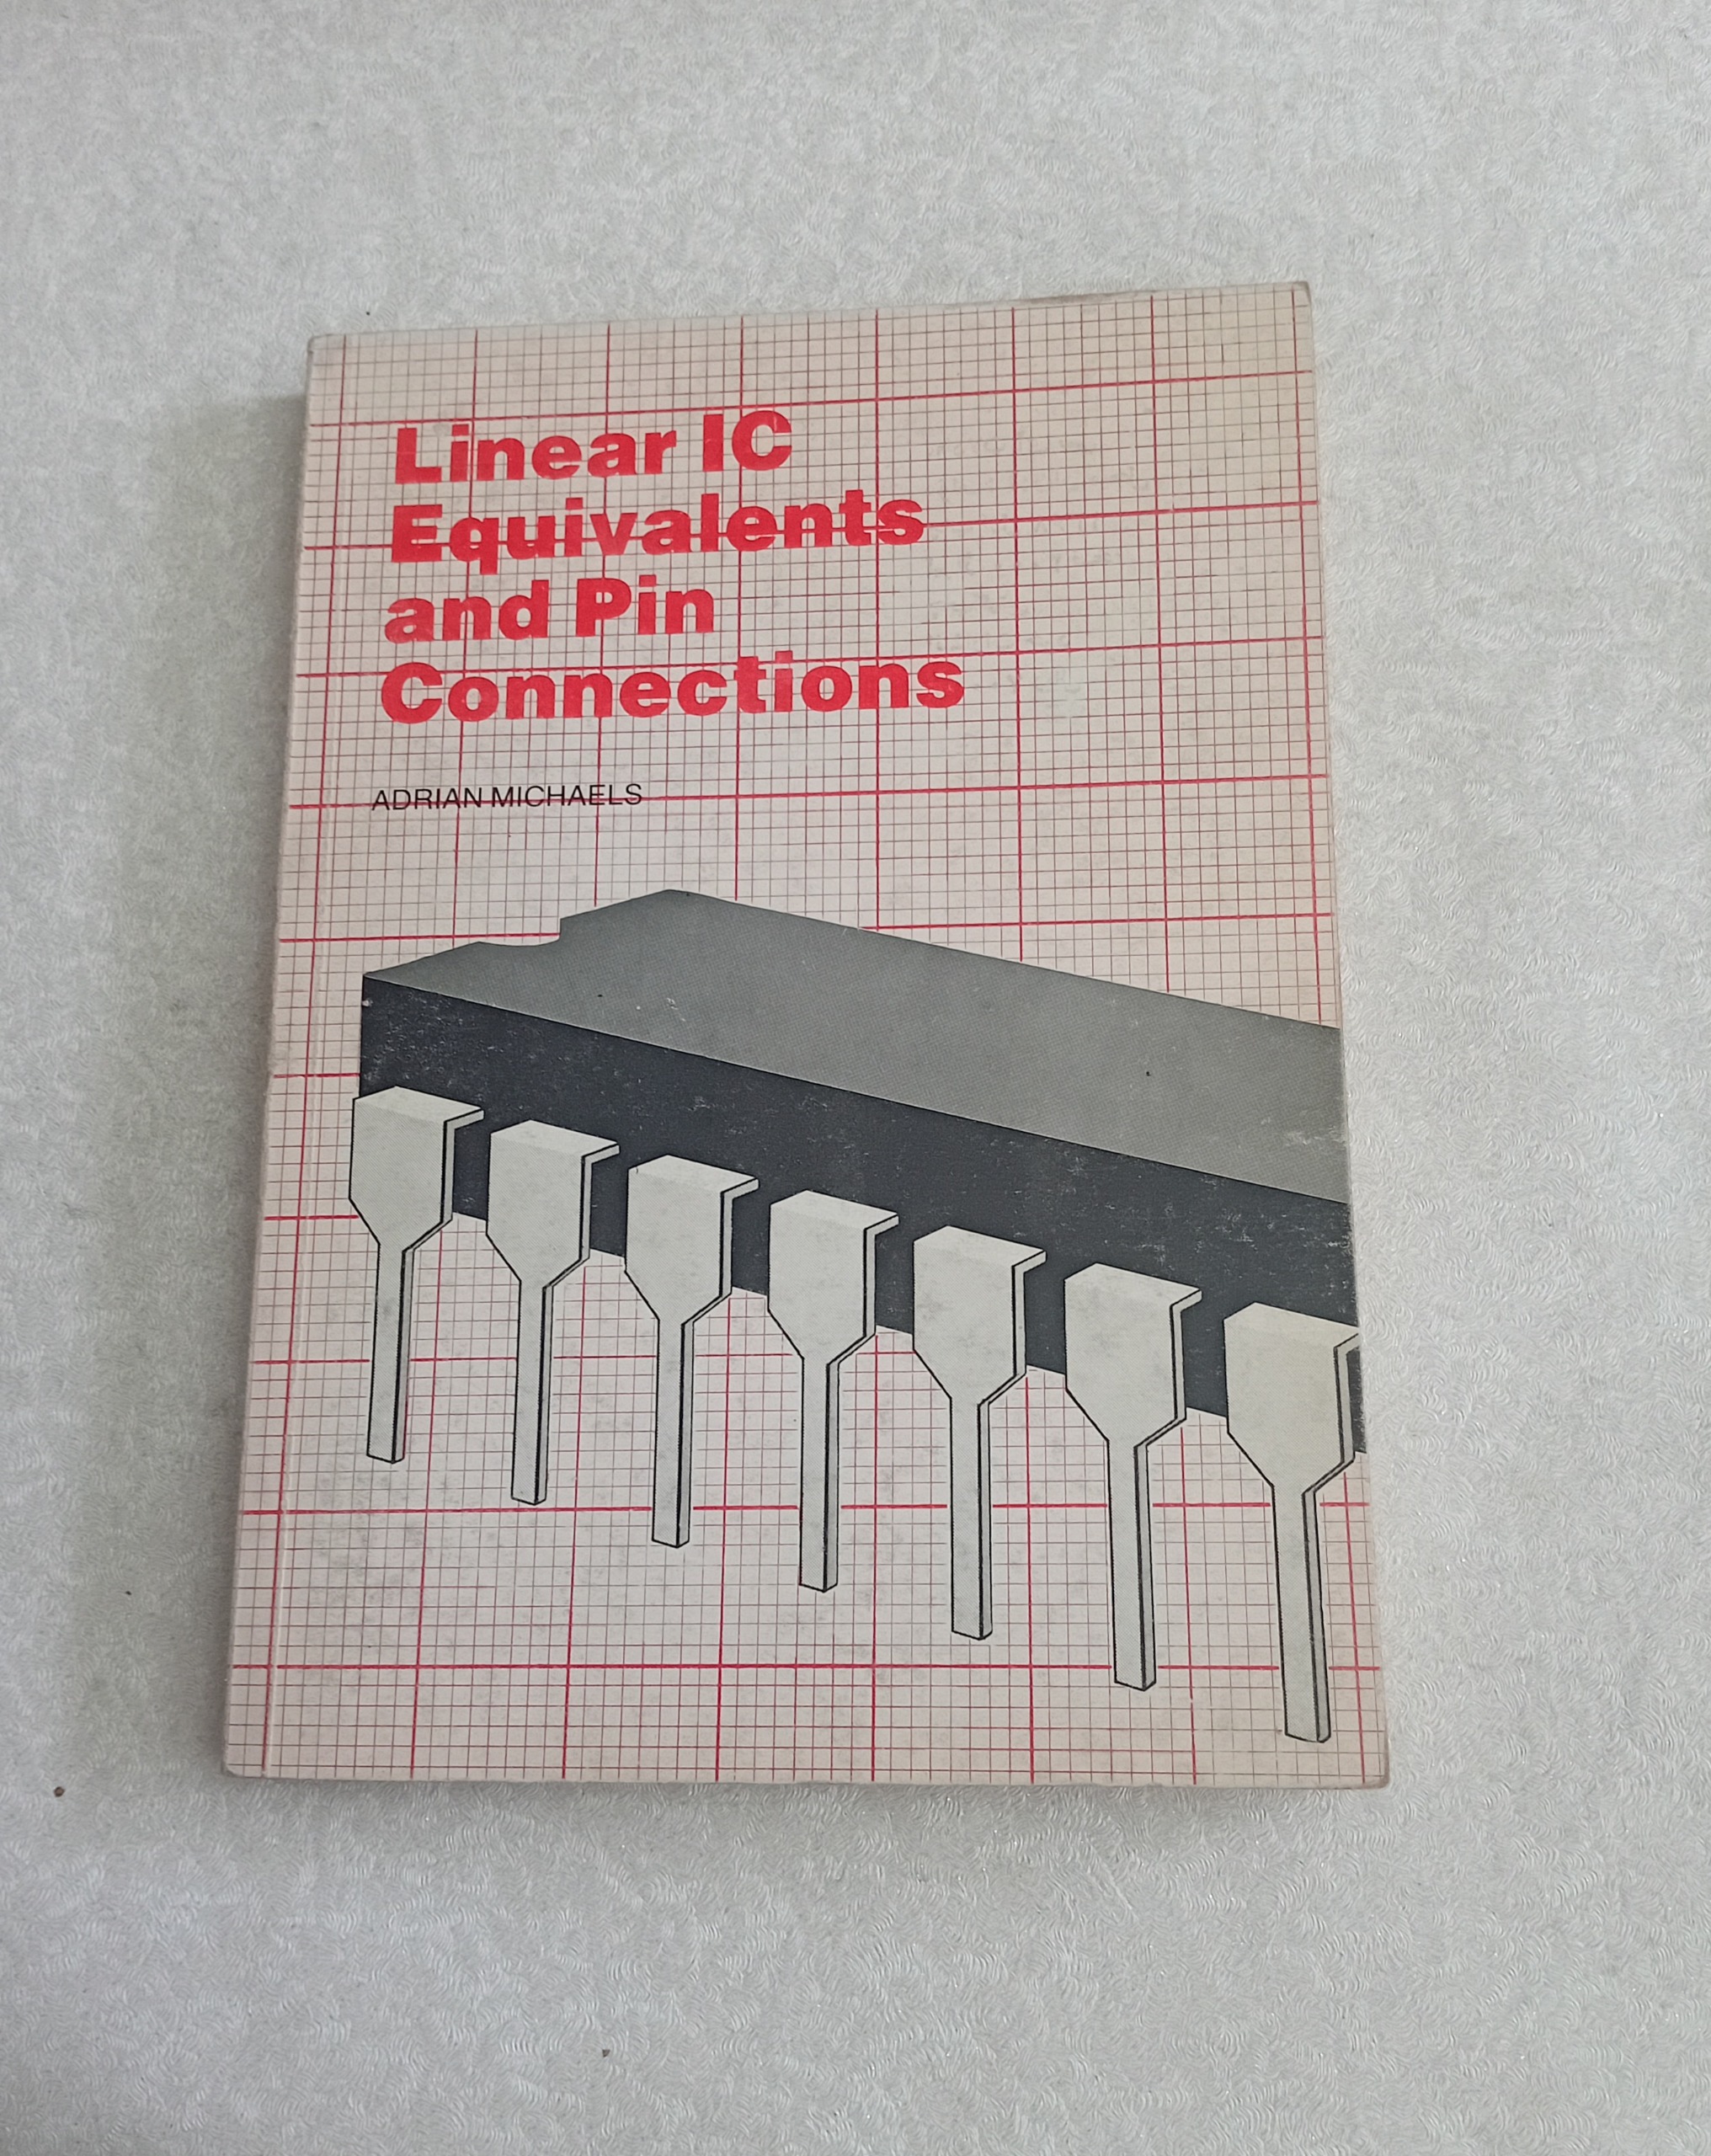 Linear IC
Equivalents
and Pin
Connections
ADRIAN MICHAELS